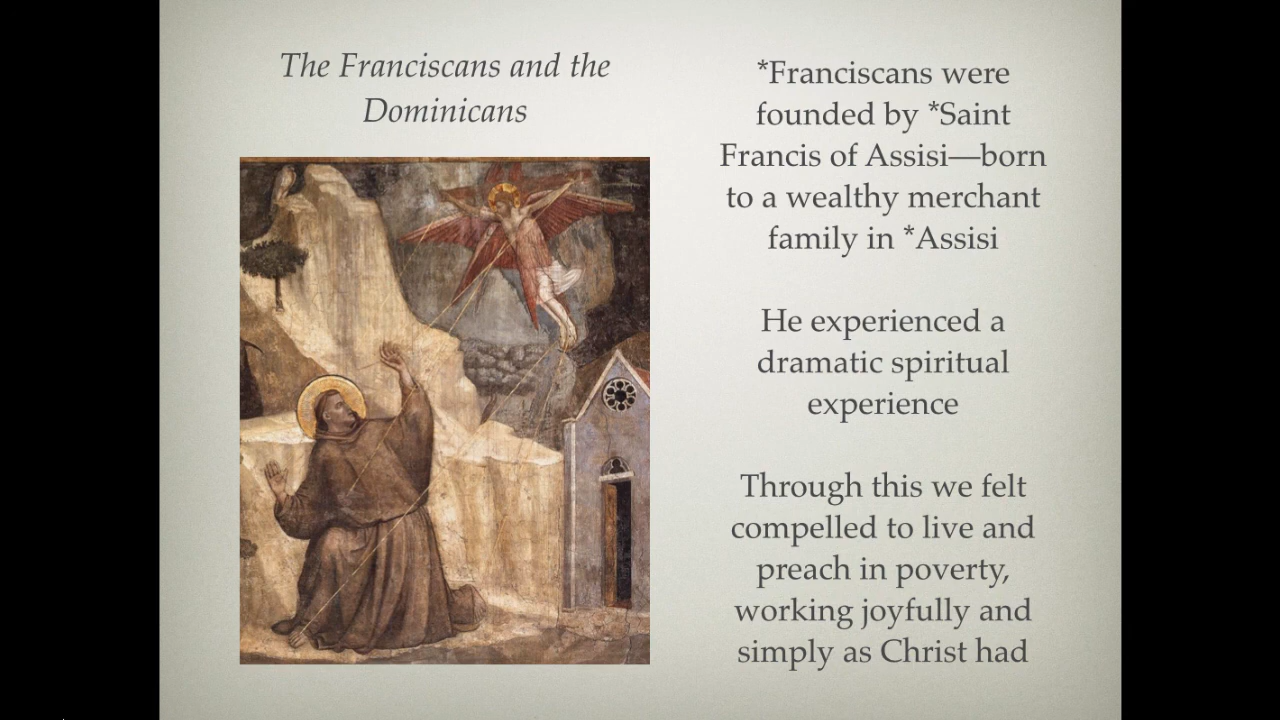 The Franciscans and the
Dominicans
*Franciscans were
founded by *Saint
Francis of Assisi—born
to a wealthy merchant
family in *Assisi
He experienced a
dramatic spiritual
experience
Through this we felt
compelled to live and
preach in poverty,
working joyfully and
simply as Christ had